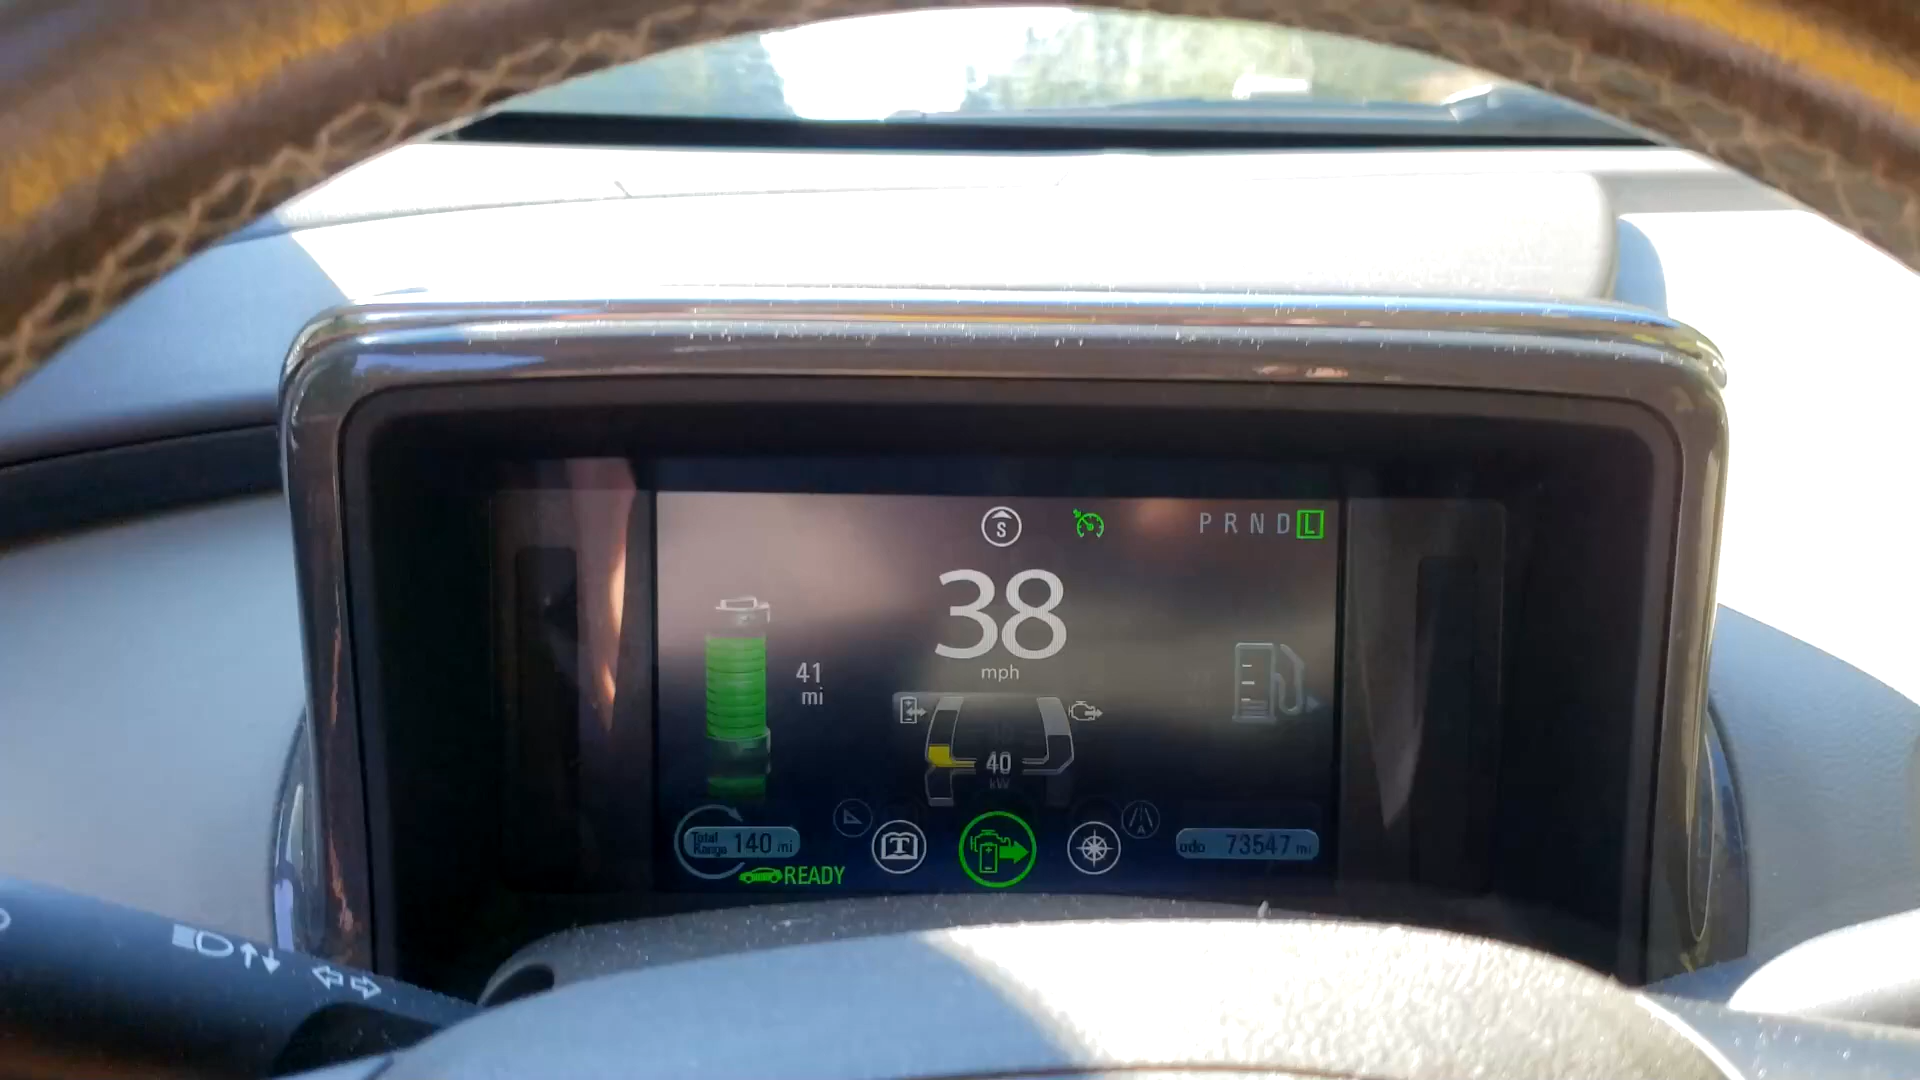 S
P R N D L
38
mph
41
mi
40
kW
Total
Range 140 mi
READY
T
odo 73547 mi